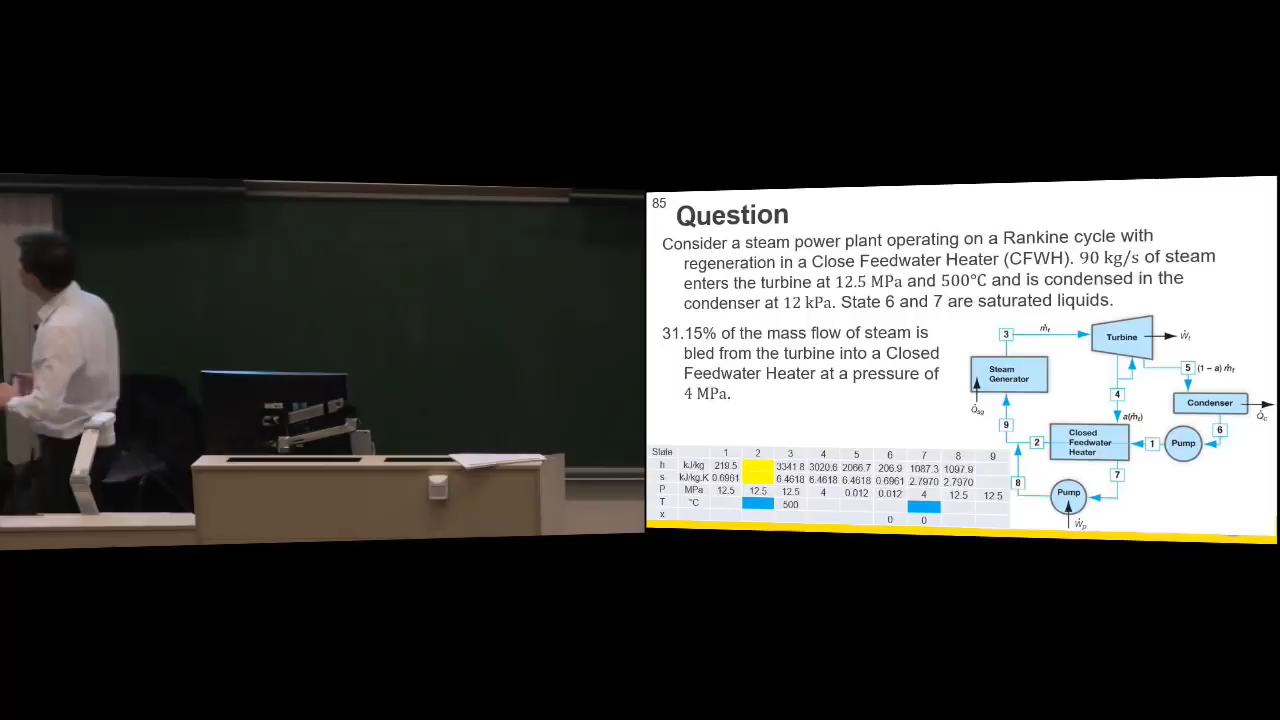 85
Question
Consider a steam power plant operating on a Rankine cycle with
regeneration in a Close Feedwater Heater (CFWH). 90 kg/s of steam
enters the turbine at 12.5 MPa and 500°C and is condensed in the
condenser at 12 kPa. State 6 and 7 are saturated liquids.
31.15% of the mass flow of steam is
bled from the turbine into a Closed
Feedwater Heater at a pressure of
4 MPa.
3
ṁt
Turbine
Ẇt
Steam
Generator
Q̇sg
5
(1 – a) ṁt
4
Condenser
Q̇c
a(ṁt)
9
6
2
Closed
Feedwater
Heater
1
Pump
8
7
Pump
Ẇp
State 1 2 3 4 5 6 7 8 9
h kJ/kg 219.5 3341.8 3020.6 2066.7 206.9 1087.3 1097.9
s kJ/kg.K 0.6961 6.4618 6.4618 6.4618 0.6961 2.7970 2.7970
P MPa 12.5 12.5 12.5 4 0.012 0.012 4 12.5 12.5
T °C 500
x 0 0